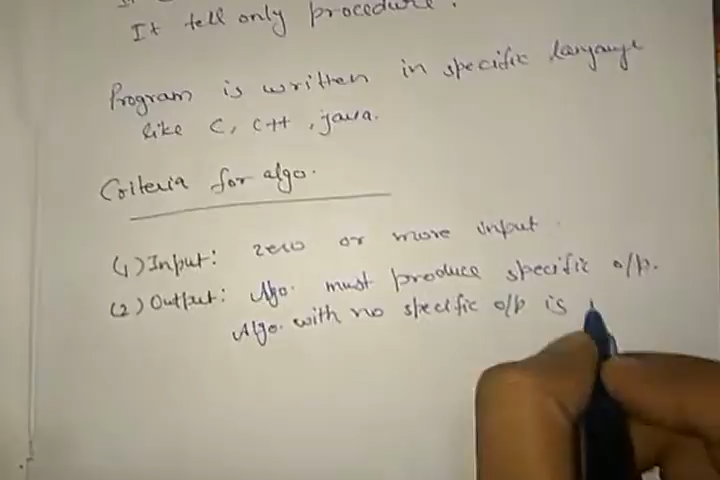 It tell only procedure.
Program is written in specific language
like C, C++, java.
Criteria for algo.
(1) Input: zero or more input
(2) Output: Algo. must produce specific o/p.
Algo. with no specific o/p is